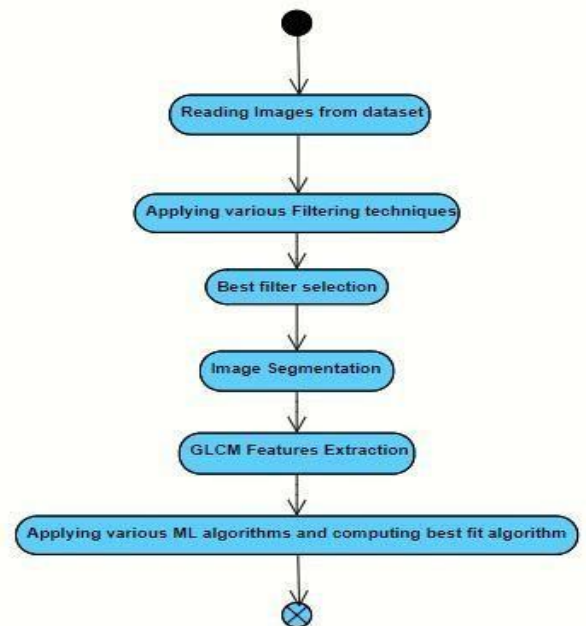 Reading Images from dataset
Applying various Filtering techniques
Best filter selection
Image Segmentation
GLCM Features Extraction
Applying various ML algorithms and computing best fit algorithm